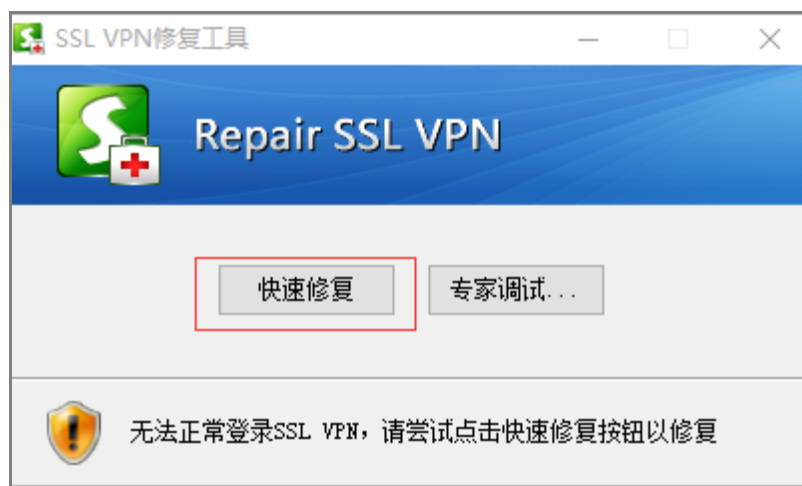 SSL VPN修复工具
Repair SSL VPN
快速修复 专家调试...
无法正常登录SSL VPN，请尝试点击快速修复按钮以修复